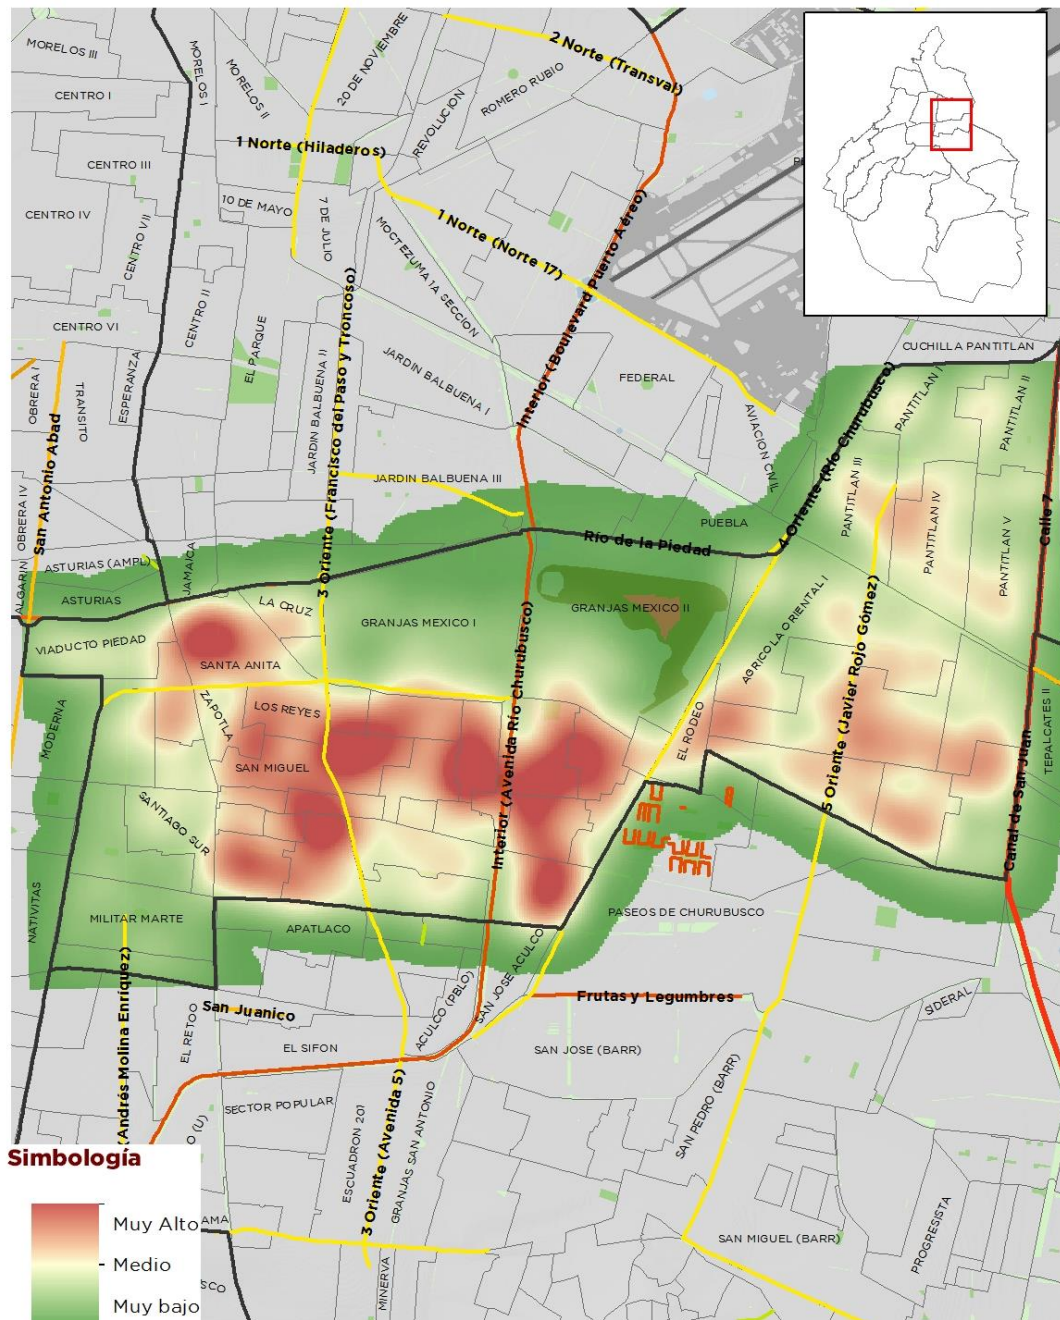 MORELOS III
CENTRO I
CENTRO III
CENTRO IV
CENTRO VI
CENTRO VII
CENTRO II
MORELOS I
MORELOS II
20 DE NOVIEMBRE
REVOLUCION
ROMERO RUBIO
2 Norte (Transval)
1 Norte (Hiladeros)
10 DE MAYO
7 DE JULIO
MOCTEZUMA 1A SECCION
1 Norte (Norte 17)
Interior (Boulevard Puerto Aéreo)
CUCHILLA PANTITLAN
OBRERA I
TRANSITO
ESPERANZA
EL PARQUE
JARDIN BALBUENA II
3 Oriente (Francisco del Paso y Troncoso)
JARDIN BALBUENA I
FEDERAL
AVIACION CIVIL
4 Oriente (Río Churubusco)
PANTITLAN I
PANTITLAN II
PANTITLAN III
PANTITLAN IV
PANTITLAN V
Calle 7
San Antonio Abad
OBRERA IV
ALGARIN
JARDIN BALBUENA III
PUEBLA
Río de la Piedad
ASTURIAS (AMPL)
ASTURIAS
JAMAICA
LA CRUZ
VIADUCTO PIEDAD
GRANJAS MEXICO I
GRANJAS MEXICO II
AGRICOLA ORIENTAL I
5 Oriente (Javier Rojo Gómez)
SANTA ANITA
MODERNA
ZAPOTLA
LOS REYES
SAN MIGUEL
SANTIAGO SUR
Interior (Avenida Río Churubusco)
EL RODEO
TEPALCATES II
Canal de San Juan
NATIVITAS
MILITAR MARTE
APATLACO
PASEOS DE CHURUBUSCO
(Andrés Molina Enríquez)
San Juanico
EL RETOO
EL SIFON
ACULCO (PBLO)
SAN JOSE ACULCO
Frutas y Legumbres
SIDERAL
SAN JOSE (BARR)
SECTOR POPULAR
ESCUADRON 201
3 Oriente (Avenida 5)
GRANJAS SAN ANTONIO
SAN PEDRO (BARR)
SAN MIGUEL (BARR)
PROGRESISTA
MINERVA
Simbología
Muy Alto
Medio
Muy bajo